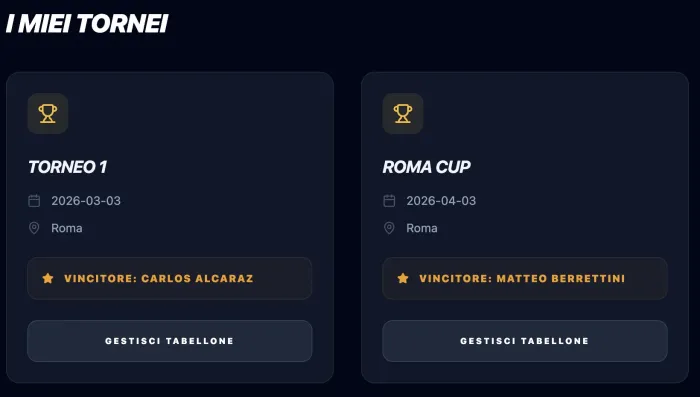 I MIEI TORNEI
TORNEO 1
2026-03-03
Roma
VINCITORE: CARLOS ALCARAZ
GESTISCI TABELLONE
ROMA CUP
2026-04-03
Roma
VINCITORE: MATTEO BERRETTINI
GESTISCI TABELLONE